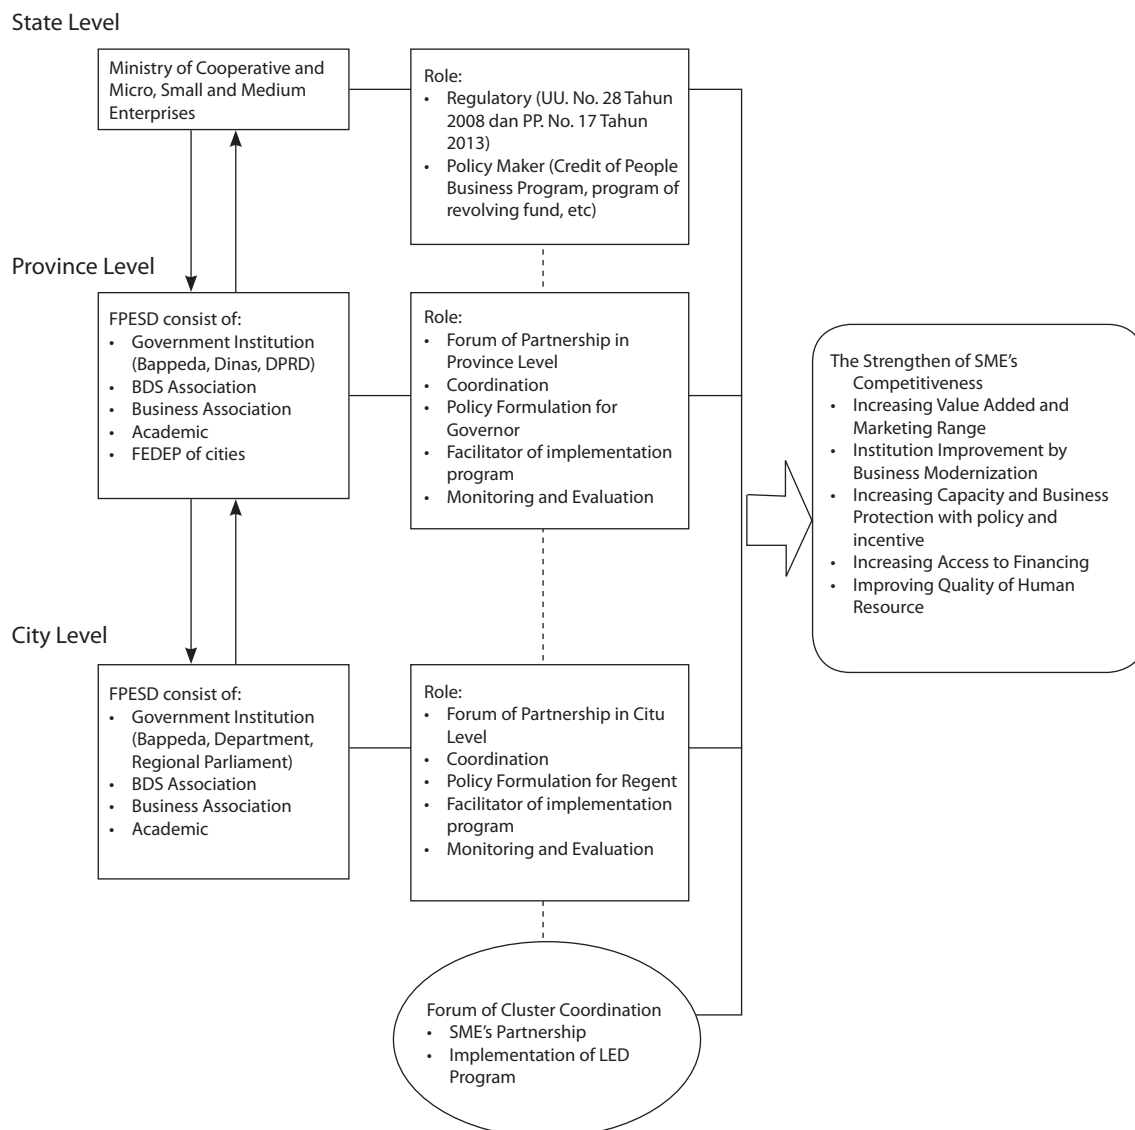 State Level
Ministry of Cooperative and
Micro, Small and Medium
Enterprises
Role:
• Regulatory (UU. No. 28 Tahun
2008 dan PP. No. 17 Tahun
2013)
• Policy Maker (Credit of People
Business Program, program of
revolving fund, etc)
Province Level
FPESD consist of:
• Government Institution
(Bappeda, Dinas, DPRD)
• BDS Association
• Business Association
• Academic
• FEDEP of cities
Role:
• Forum of Partnership in
Province Level
• Coordination
• Policy Formulation for
Governor
• Facilitator of implementation
program
• Monitoring and Evaluation
The Strengthen of SME's
Competitiveness
• Increasing Value Added and
Marketing Range
• Institution Improvement by
Business Modernization
• Increasing Capacity and Business
Protection with policy and
incentive
• Increasing Access to Financing
• Improving Quality of Human
Resource
City Level
FPESD consist of:
• Government Institution
(Bappeda, Department,
Regional Parliament)
• BDS Association
• Business Association
• Academic
Role:
• Forum of Partnership in Citu
Level
• Coordination
• Policy Formulation for Regent
• Facilitator of implementation
program
• Monitoring and Evaluation
Forum of Cluster Coordination
• SME's Partnership
• Implementation of LED
Program